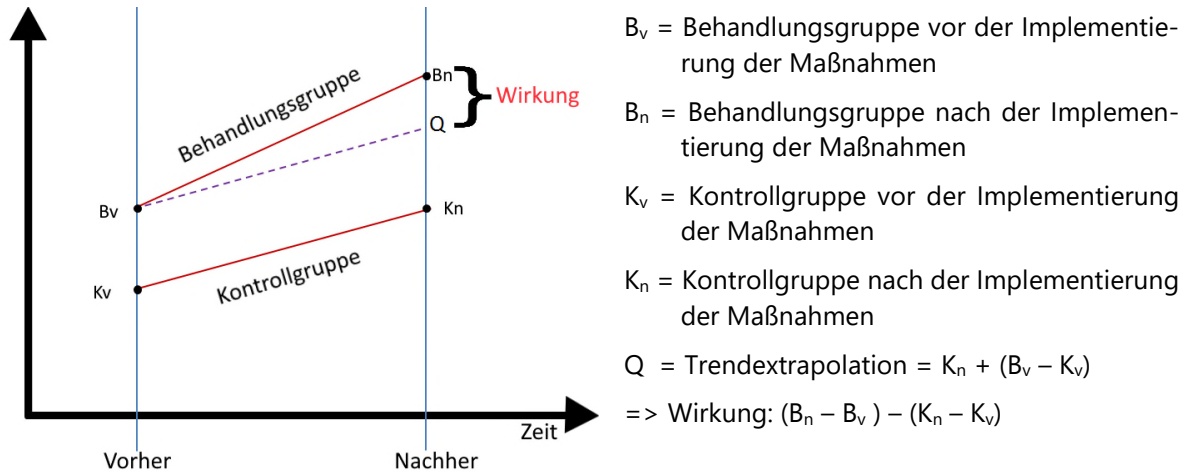 Behandlungsgruppe
Bn
Wirkung
Q
Bv
Kn
Kontrollgruppe
Kv
Zeit
Vorher
Nachher
Bᵥ = Behandlungsgruppe vor der Implementie-
rung der Maßnahmen
Bₙ = Behandlungsgruppe nach der Implemen-
tierung der Maßnahmen
Kᵥ = Kontrollgruppe vor der Implementierung
der Maßnahmen
Kₙ = Kontrollgruppe nach der Implementierung
der Maßnahmen
Q = Trendextrapolation = Kₙ + (Bᵥ – Kᵥ)
=> Wirkung: (Bₙ – Bᵥ ) – (Kₙ – Kᵥ)